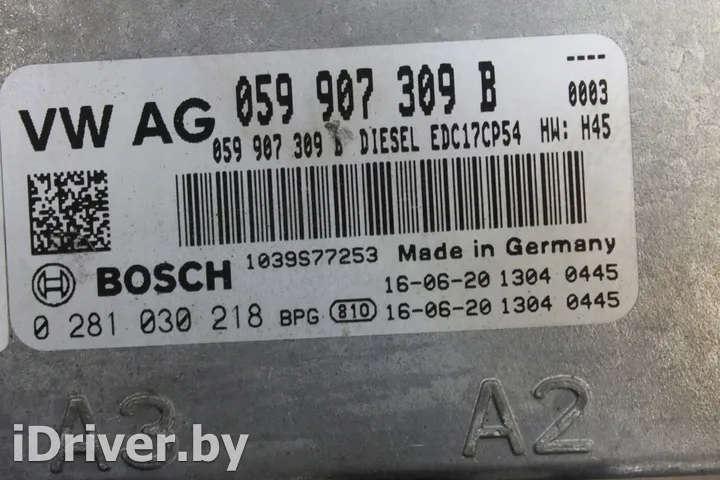 ----
VW AG 059 907 309 B 0003
059 907 309 B DIESEL EDC17CP54 HW: H45
1039S77253 Made in Germany
BOSCH 16-06-20 1304 0445
0 281 030 218 BPG 810 16-06-20 1304 0445
A3 A2
iDriver.by